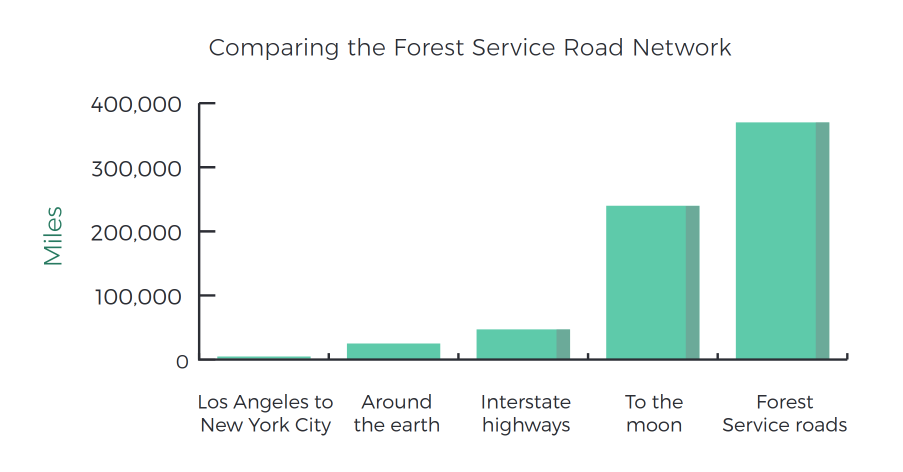 Comparing the Forest Service Road Network
Miles
400,000
300,000
200,000
100,000
0
Los Angeles to
New York City
Around
the earth
Interstate
highways
To the
moon
Forest
Service roads